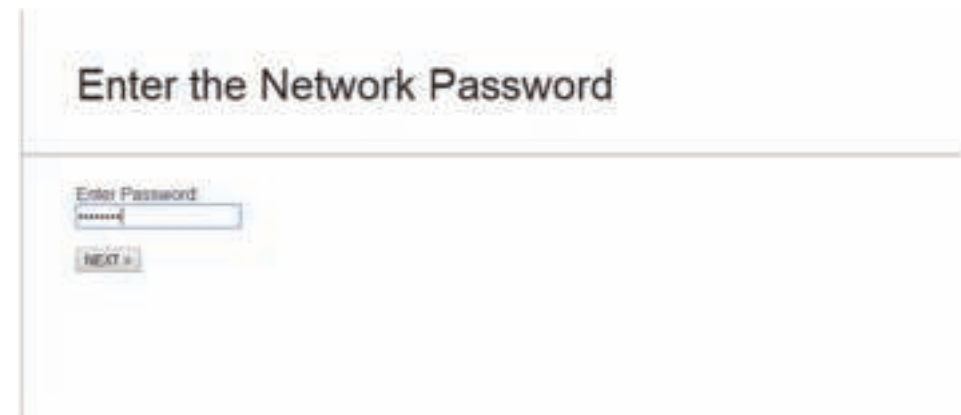 Enter the Network Password
Enter Password:
••••••••
NEXT »